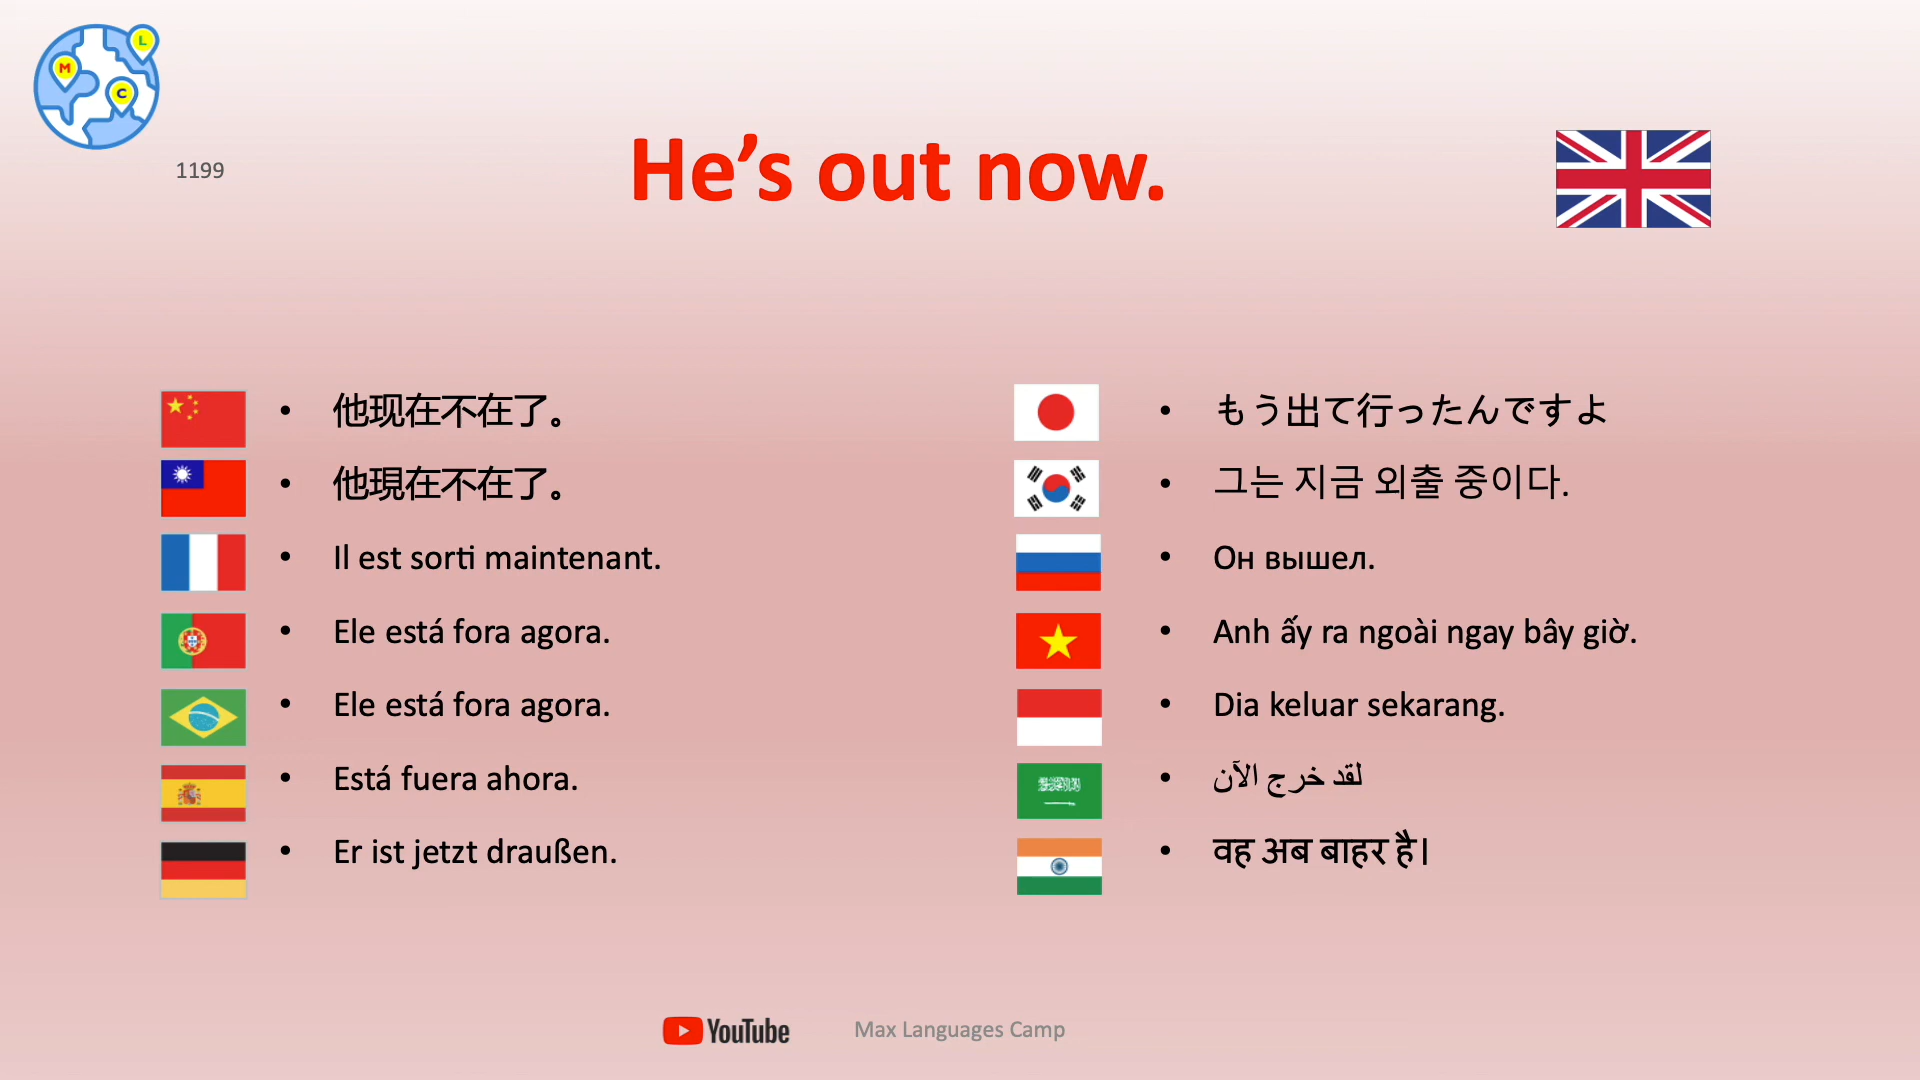 L
M
C
1199
He’s out now.
• 他现在不在了。
• 他現在不在了。
• Il est sorti maintenant.
• Ele está fora agora.
• Ele está fora agora.
• Está fuera ahora.
• Er ist jetzt draußen.
• もう出て行ったんですよ
• 그는 지금 외출 중이다.
• Он вышел.
• Anh ấy ra ngoài ngay bây giờ.
• Dia keluar sekarang.
• لقد خرج الآن
• वह अब बाहर है।
YouTube
Max Languages Camp